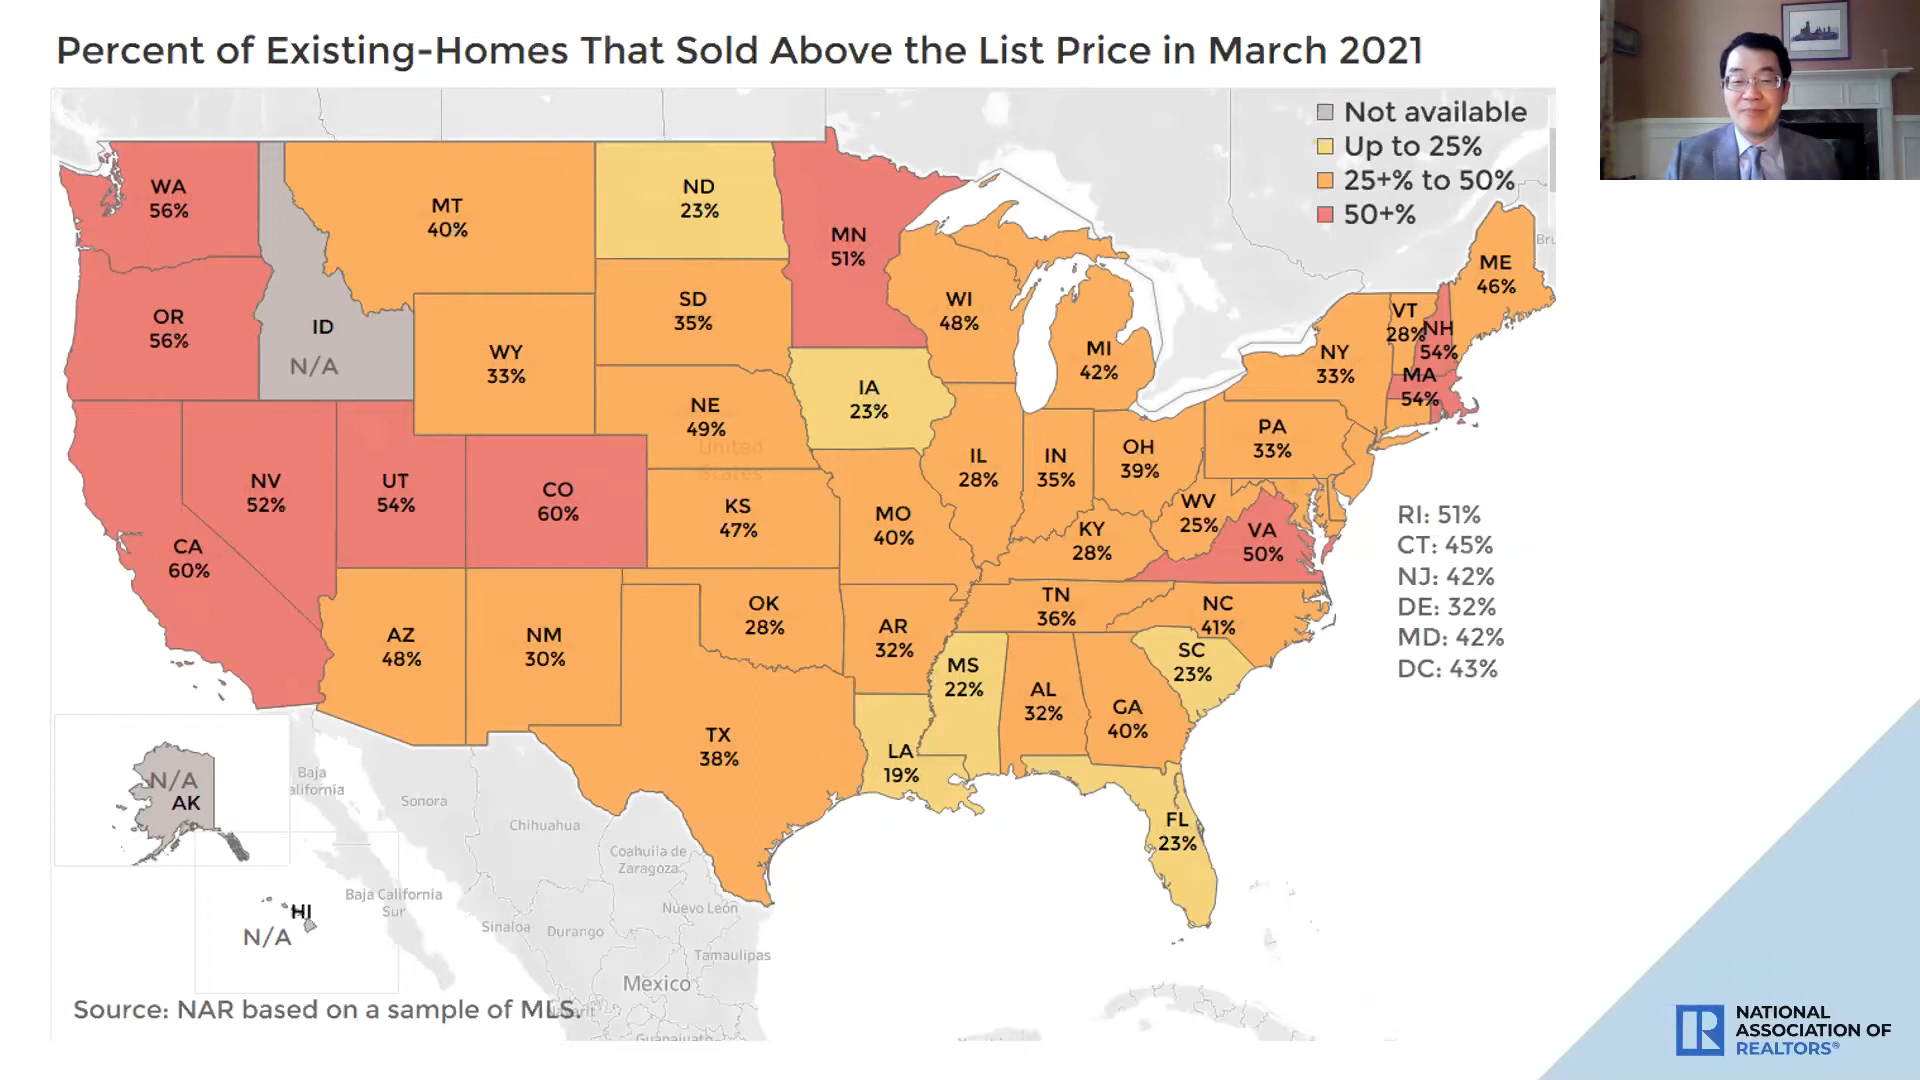 Percent of Existing-Homes That Sold Above the List Price in March 2021
Not available
Up to 25%
25+% to 50%
50+%
WA
56%
MT
40%
ND
23%
MN
51%
OR
56%
ID
N/A
WY
33%
SD
35%
WI
48%
MI
42%
ME
46%
VT
28%
NH
54%
NY
33%
MA
54%
IA
23%
NE
49%
United
States
NV
52%
UT
54%
CO
60%
KS
47%
MO
40%
IL
28%
IN
35%
OH
39%
PA
33%
WV
25%
VA
50%
KY
28%
CA
60%
RI: 51%
CT: 45%
NJ: 42%
DE: 32%
MD: 42%
DC: 43%
AZ
48%
NM
30%
OK
28%
AR
32%
TN
36%
NC
41%
SC
23%
MS
22%
AL
32%
GA
40%
TX
38%
LA
19%
FL
23%
N/A
AK
HI
N/A
Baja
alifornia
Sonora
Chihuahua
Coahuila de
Zaragoza
Baja California
Sur
Sinaloa
Durango
Nuevo León
Tamaulipas
Mexico
Bru
Source: NAR based on a sample of MLS.
NATIONAL
ASSOCIATION OF
REALTORS®